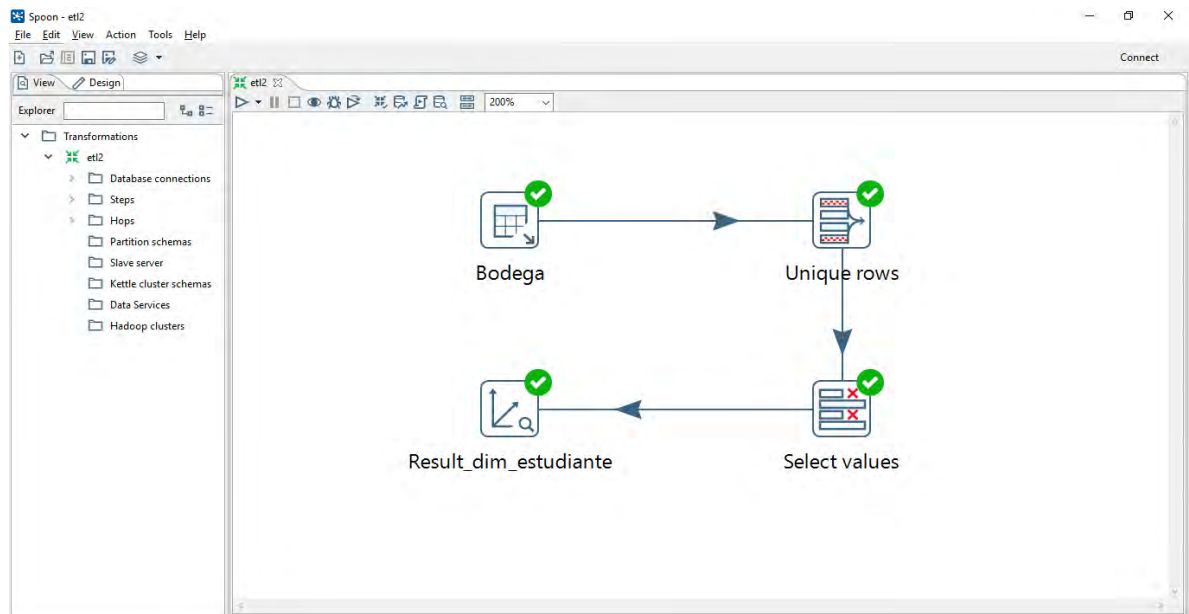 Spoon - etl2
File Edit View Action Tools Help
Connect
View Design
etl2
Explorer
200%
Transformations
etl2
Database connections
Steps
Hops
Partition schemas
Slave server
Kettle cluster schemas
Data Services
Hadoop clusters
Bodega
Unique rows
Result_dim_estudiante
Select values